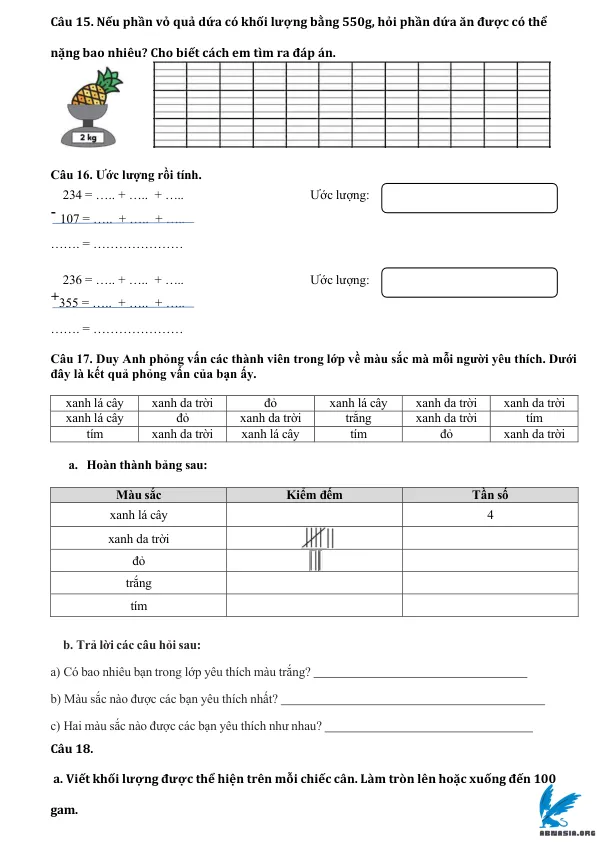 Câu 15. Nếu phần vỏ quả dứa có khối lượng bằng 550g, hỏi phần dứa ăn được có thể
nặng bao nhiêu? Cho biết cách em tìm ra đáp án.
2 kg
Câu 16. Ước lượng rồi tính.
234 = ….. + ….. + …..
Ước lượng:
- 107 = ….. + ….. + …..
……. = …………………
236 = ….. + ….. + …..
Ước lượng:
+ 355 = ….. + ….. + …..
……. = …………………
Câu 17. Duy Anh phỏng vấn các thành viên trong lớp về màu sắc mà mỗi người yêu thích. Dưới
đây là kết quả phỏng vấn của bạn ấy.
xanh lá cây xanh da trời đỏ xanh lá cây xanh da trời xanh da trời
xanh lá cây đỏ xanh da trời trắng xanh da trời tím
tím xanh da trời xanh lá cây tím đỏ xanh da trời
a. Hoàn thành bảng sau:
Màu sắc Kiểm đếm Tần số
xanh lá cây 4
xanh da trời
đỏ
trắng
tím
b. Trả lời các câu hỏi sau:
a) Có bao nhiêu bạn trong lớp yêu thích màu trắng? ___________________________________
b) Màu sắc nào được các bạn yêu thích nhất? ___________________________________________
c) Hai màu sắc nào được các bạn yêu thích như nhau? __________________________________
Câu 18.
a. Viết khối lượng được thể hiện trên mỗi chiếc cân. Làm tròn lên hoặc xuống đến 100
gam.
ABNASIA.ORG